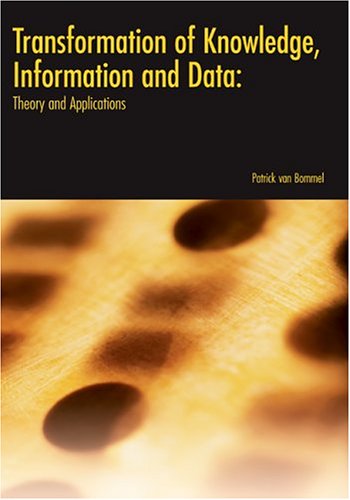 Transformation of Knowledge,
Information and Data:
Theory and Applications
Patrick van Bommel